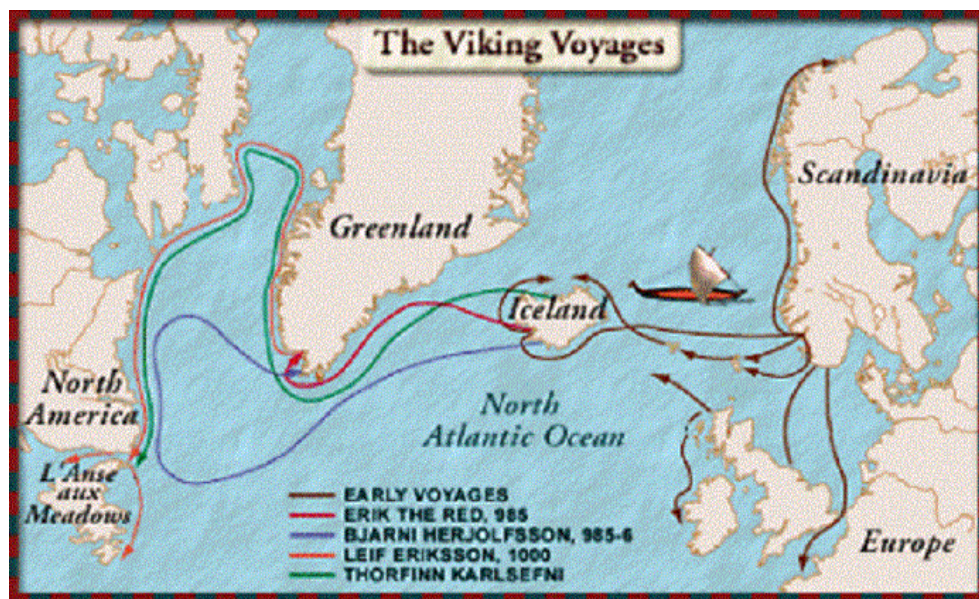 The Viking Voyages
Scandinavia
Greenland
Iceland
North
America
North
Atlantic Ocean
L'Anse
aux
Meadows
EARLY VOYAGES
ERIK THE RED, 985
BJARNI HERJOLFSSON, 985-6
LEIF ERIKSSON, 1000
THORFINN KARLSEFNI
Europe